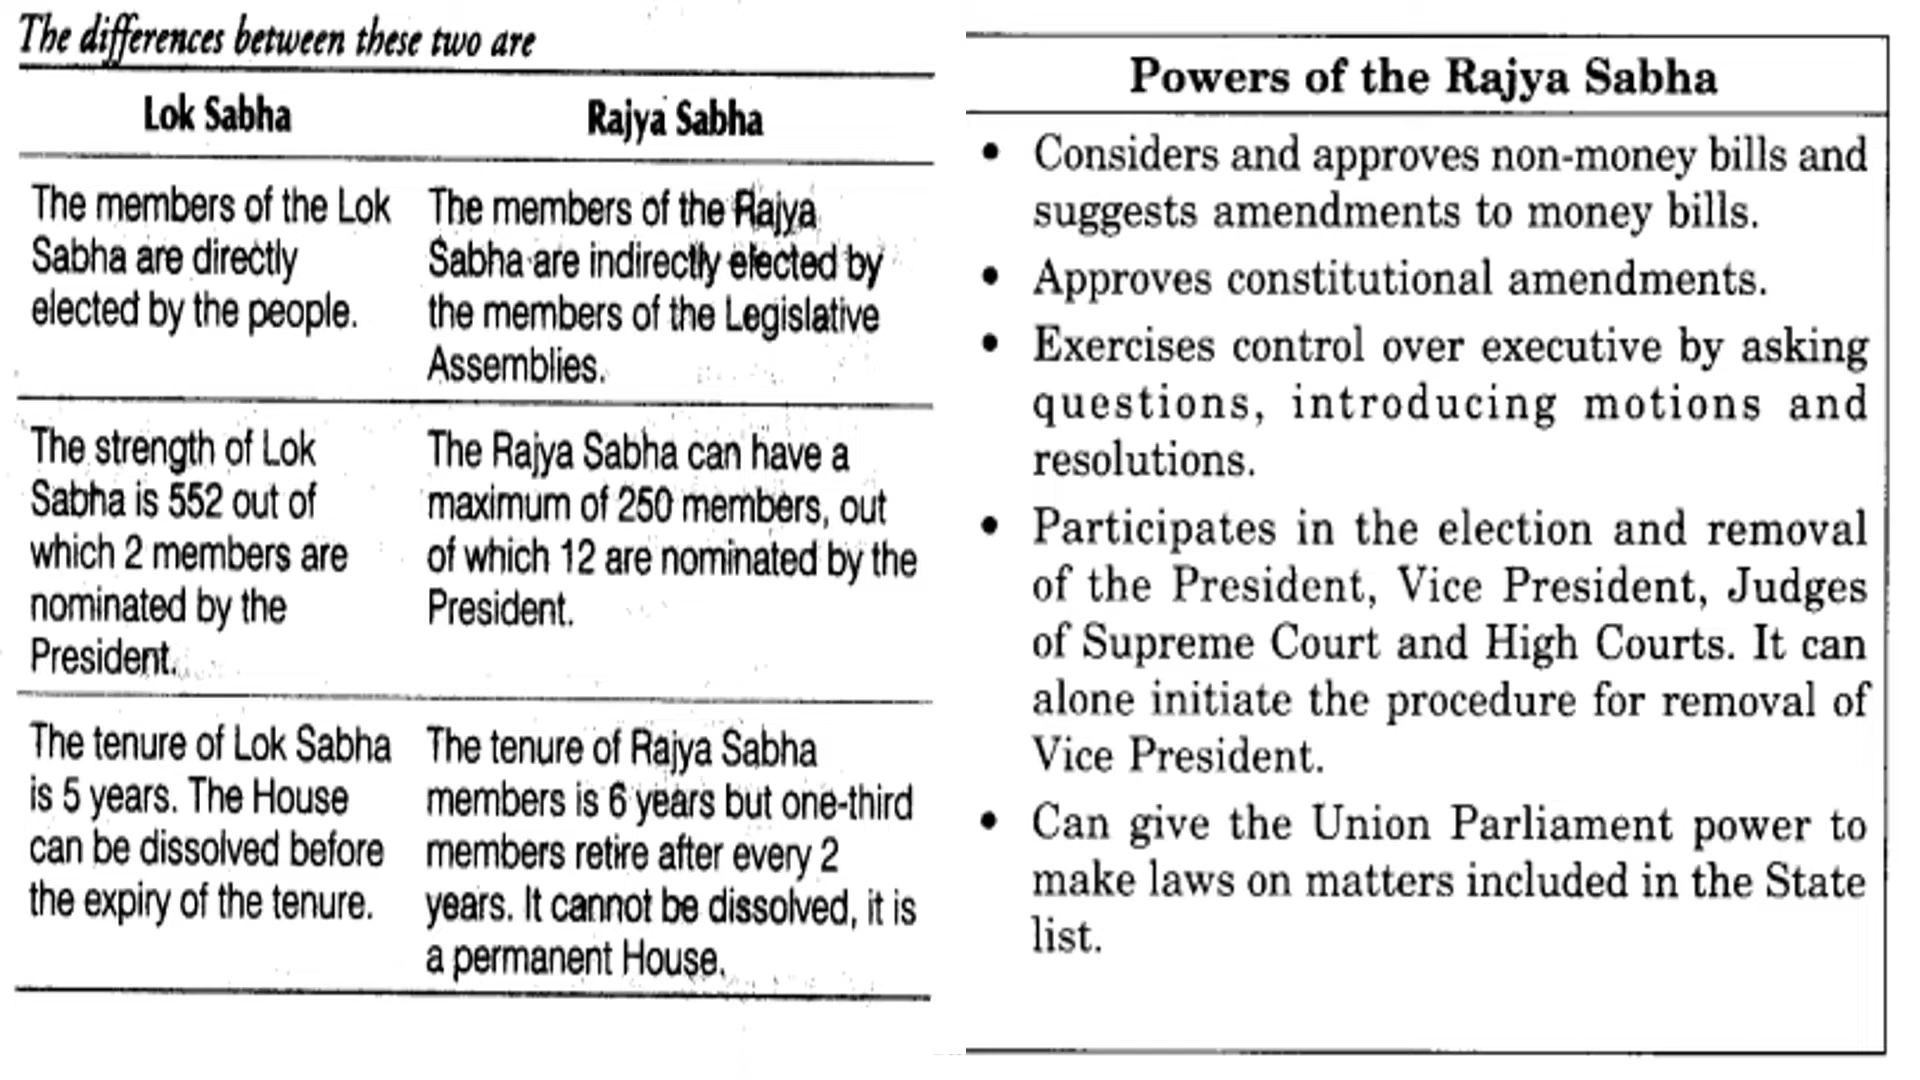 The differences between these two are
Lok Sabha
Rajya Sabha
The members of the Lok
Sabha are directly
elected by the people.
The members of the Rajya
Sabha are indirectly elected by
the members of the Legislative
Assemblies.
The strength of Lok
Sabha is 552 out of
which 2 members are
nominated by the
President.
The Rajya Sabha can have a
maximum of 250 members, out
of which 12 are nominated by the
President.
The tenure of Lok Sabha
is 5 years. The House
can be dissolved before
the expiry of the tenure.
The tenure of Rajya Sabha
members is 6 years but one-third
members retire after every 2
years. It cannot be dissolved, it is
a permanent House.
Powers of the Rajya Sabha
• Considers and approves non-money bills and
suggests amendments to money bills.
• Approves constitutional amendments.
• Exercises control over executive by asking
questions, introducing motions and
resolutions.
• Participates in the election and removal
of the President, Vice President, Judges
of Supreme Court and High Courts. It can
alone initiate the procedure for removal of
Vice President.
• Can give the Union Parliament power to
make laws on matters included in the State
list.